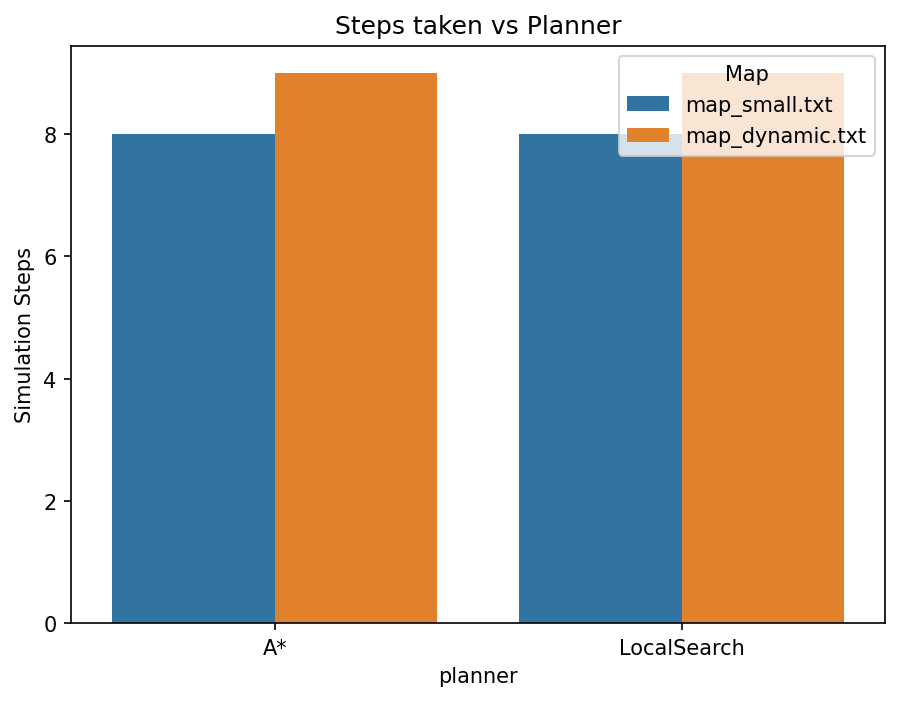 Steps taken vs Planner
Map
map_small.txt
map_dynamic.txt
Simulation Steps
8
6
4
2
0
A*
LocalSearch
planner